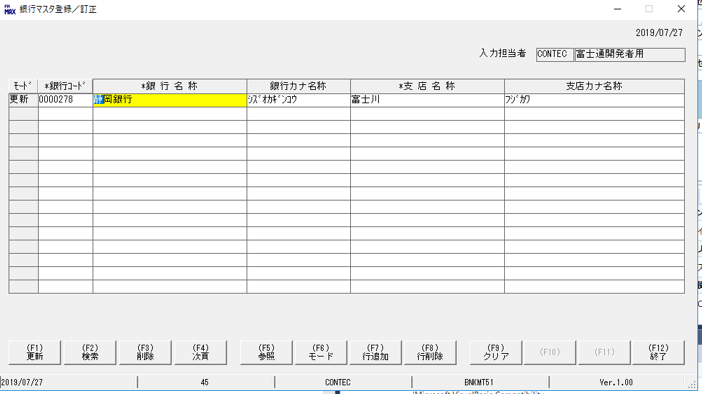 FM MAX 銀行マスタ登録／訂正
2019/07/27
入力担当者 CONTEC 富士通開発者用
ﾓｰﾄﾞ *銀行ｺｰﾄﾞ *銀 行 名 称 銀行カナ名称 *支 店 名 称 支店カナ名称
更新 0000278 静岡銀行 ｼｽﾞｵｶｷﾞﾝｺｳ 富士川 ﾌｼﾞｶﾜ
(F1) (F2) (F3) (F4) (F5) (F6) (F7) (F8) (F9) (F10) (F11) (F12)
更新 検索 削除 次頁 参照 モード 行追加 行削除 クリア 終了
2019/07/27 45 CONTEC BNKMT51 Ver.1.00